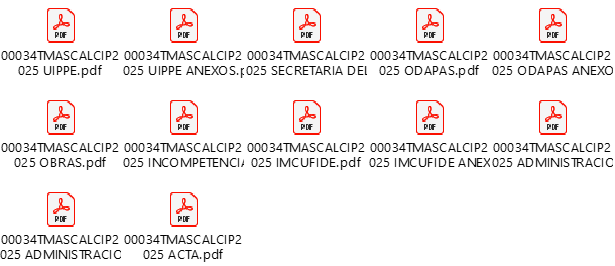 PDF PDF PDF PDF PDF
00034TMASCALCIP2 00034TMASCALCIP2 00034TMASCALCIP2 00034TMASCALCIP2 00034TMASCALCIP2
025 UIPPE.pdf 025 UIPPE ANEXOS.p 025 SECRETARIA DEL 025 ODAPAS.pdf 025 ODAPAS ANEXO
PDF PDF PDF PDF PDF
00034TMASCALCIP2 00034TMASCALCIP2 00034TMASCALCIP2 00034TMASCALCIP2 00034TMASCALCIP2
025 OBRAS.pdf 025 INCOMPETENCIA 025 IMCUFIDE.pdf 025 IMCUFIDE ANEX 025 ADMINISTRACIO
PDF PDF
00034TMASCALCIP2 00034TMASCALCIP2
025 ADMINISTRACIO 025 ACTA.pdf